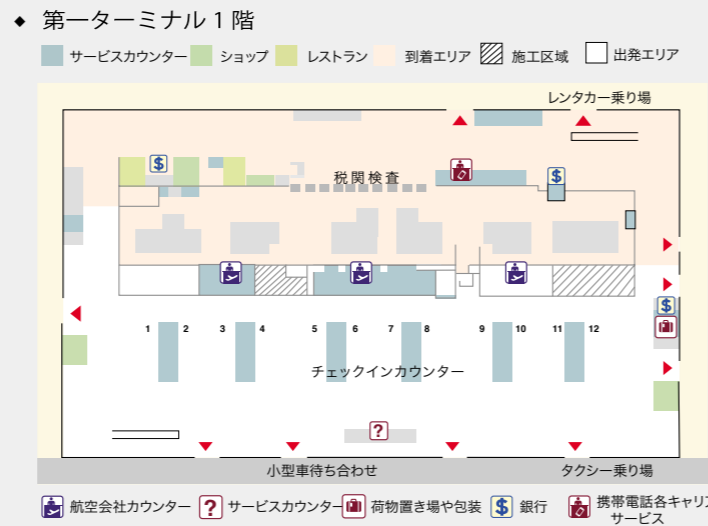 ◆ 第一ターミナル 1 階
サービスカウンター ショップ レストラン 到着エリア 施工区域 出発エリア
レンタカー乗り場
$
税関検査
$
$
1 2 3 4 5 6 7 8 9 10 11 12
チェックインカウンター
?
小型車待ち合わせ タクシー乗り場
航空会社カウンター ? サービスカウンター 荷物置き場や包装 $ 銀行 携帯電話各キャリア
サービス